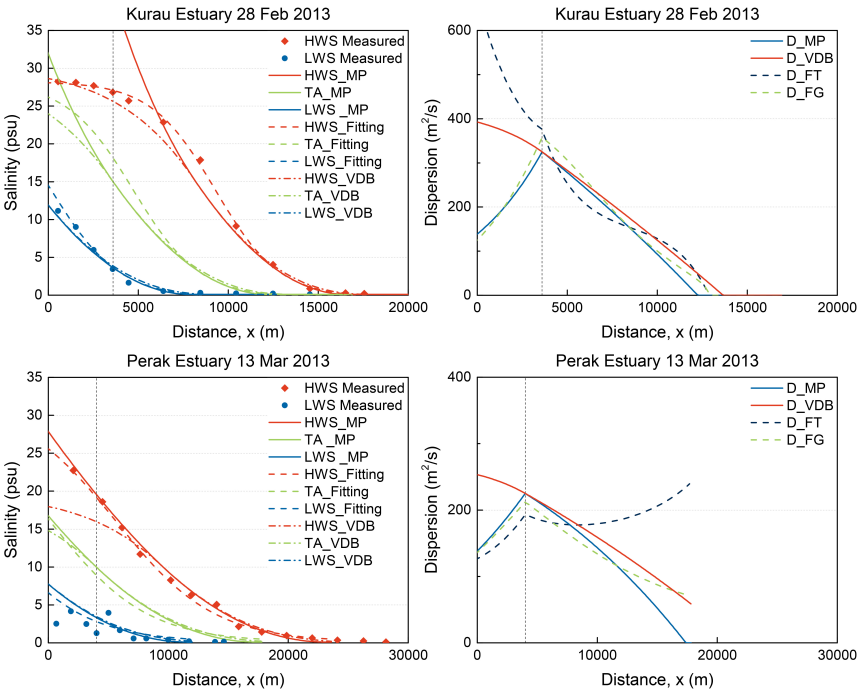 Kurau Estuary 28 Feb 2013
Salinity (psu)
35
30
25
20
15
10
5
0
0 5000 10000 15000 20000
Distance, x (m)
HWS Measured
LWS Measured
HWS_MP
TA_MP
LWS _MP
HWS_Fitting
TA_Fitting
LWS_Fitting
HWS_VDB
TA_VDB
LWS_VDB
Kurau Estuary 28 Feb 2013
Dispersion (m²/s)
600
400
200
0
0 5000 10000 15000 20000
Distance, x (m)
D_MP
D_VDB
D_FT
D_FG
Perak Estuary 13 Mar 2013
Salinity (psu)
35
30
25
20
15
10
5
0
0 10000 20000 30000
Distance, x (m)
HWS Measured
LWS Measured
HWS_MP
TA _MP
LWS_MP
HWS_Fitting
TA_Fitting
LWS_Fitting
HWS_VDB
TA_VDB
LWS_VDB
Perak Estuary 13 Mar 2013
Dispersion (m²/s)
400
200
0
0 10000 20000 30000
Distance, x (m)
D_MP
D_VDB
D_FT
D_FG